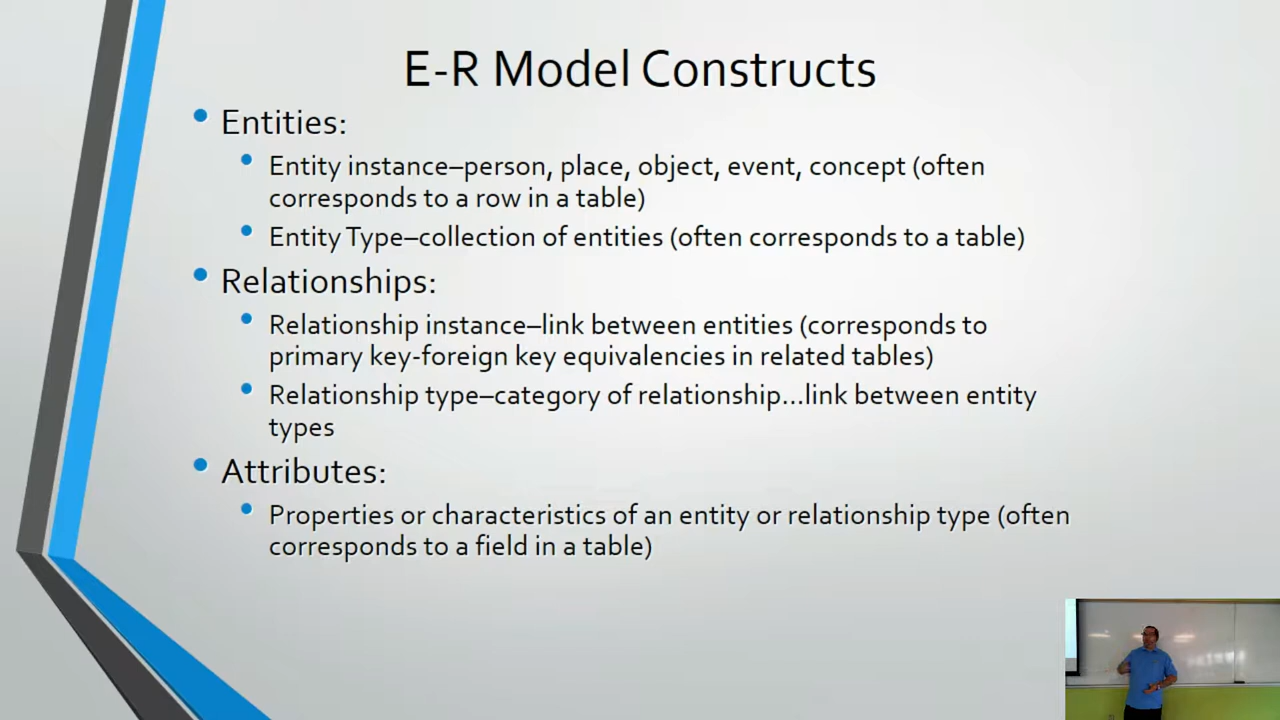 E-R Model Constructs
• Entities:
• Entity instance–person, place, object, event, concept (often
corresponds to a row in a table)
• Entity Type–collection of entities (often corresponds to a table)
• Relationships:
• Relationship instance–link between entities (corresponds to
primary key-foreign key equivalencies in related tables)
• Relationship type–category of relationship...link between entity
types
• Attributes:
• Properties or characteristics of an entity or relationship type (often
corresponds to a field in a table)